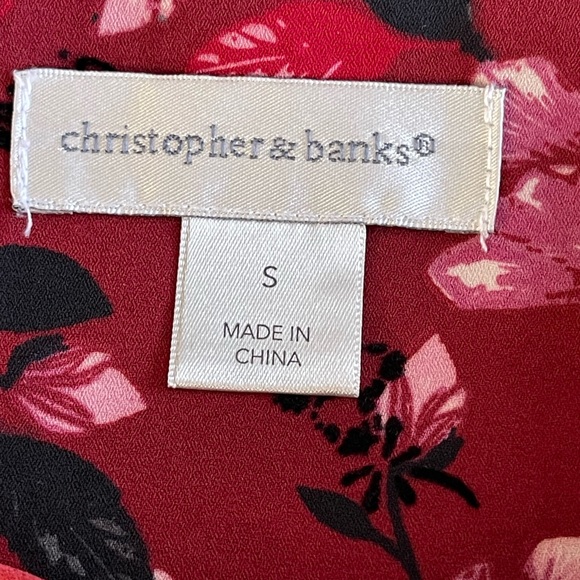 christopher & banks®
S
MADE IN
CHINA